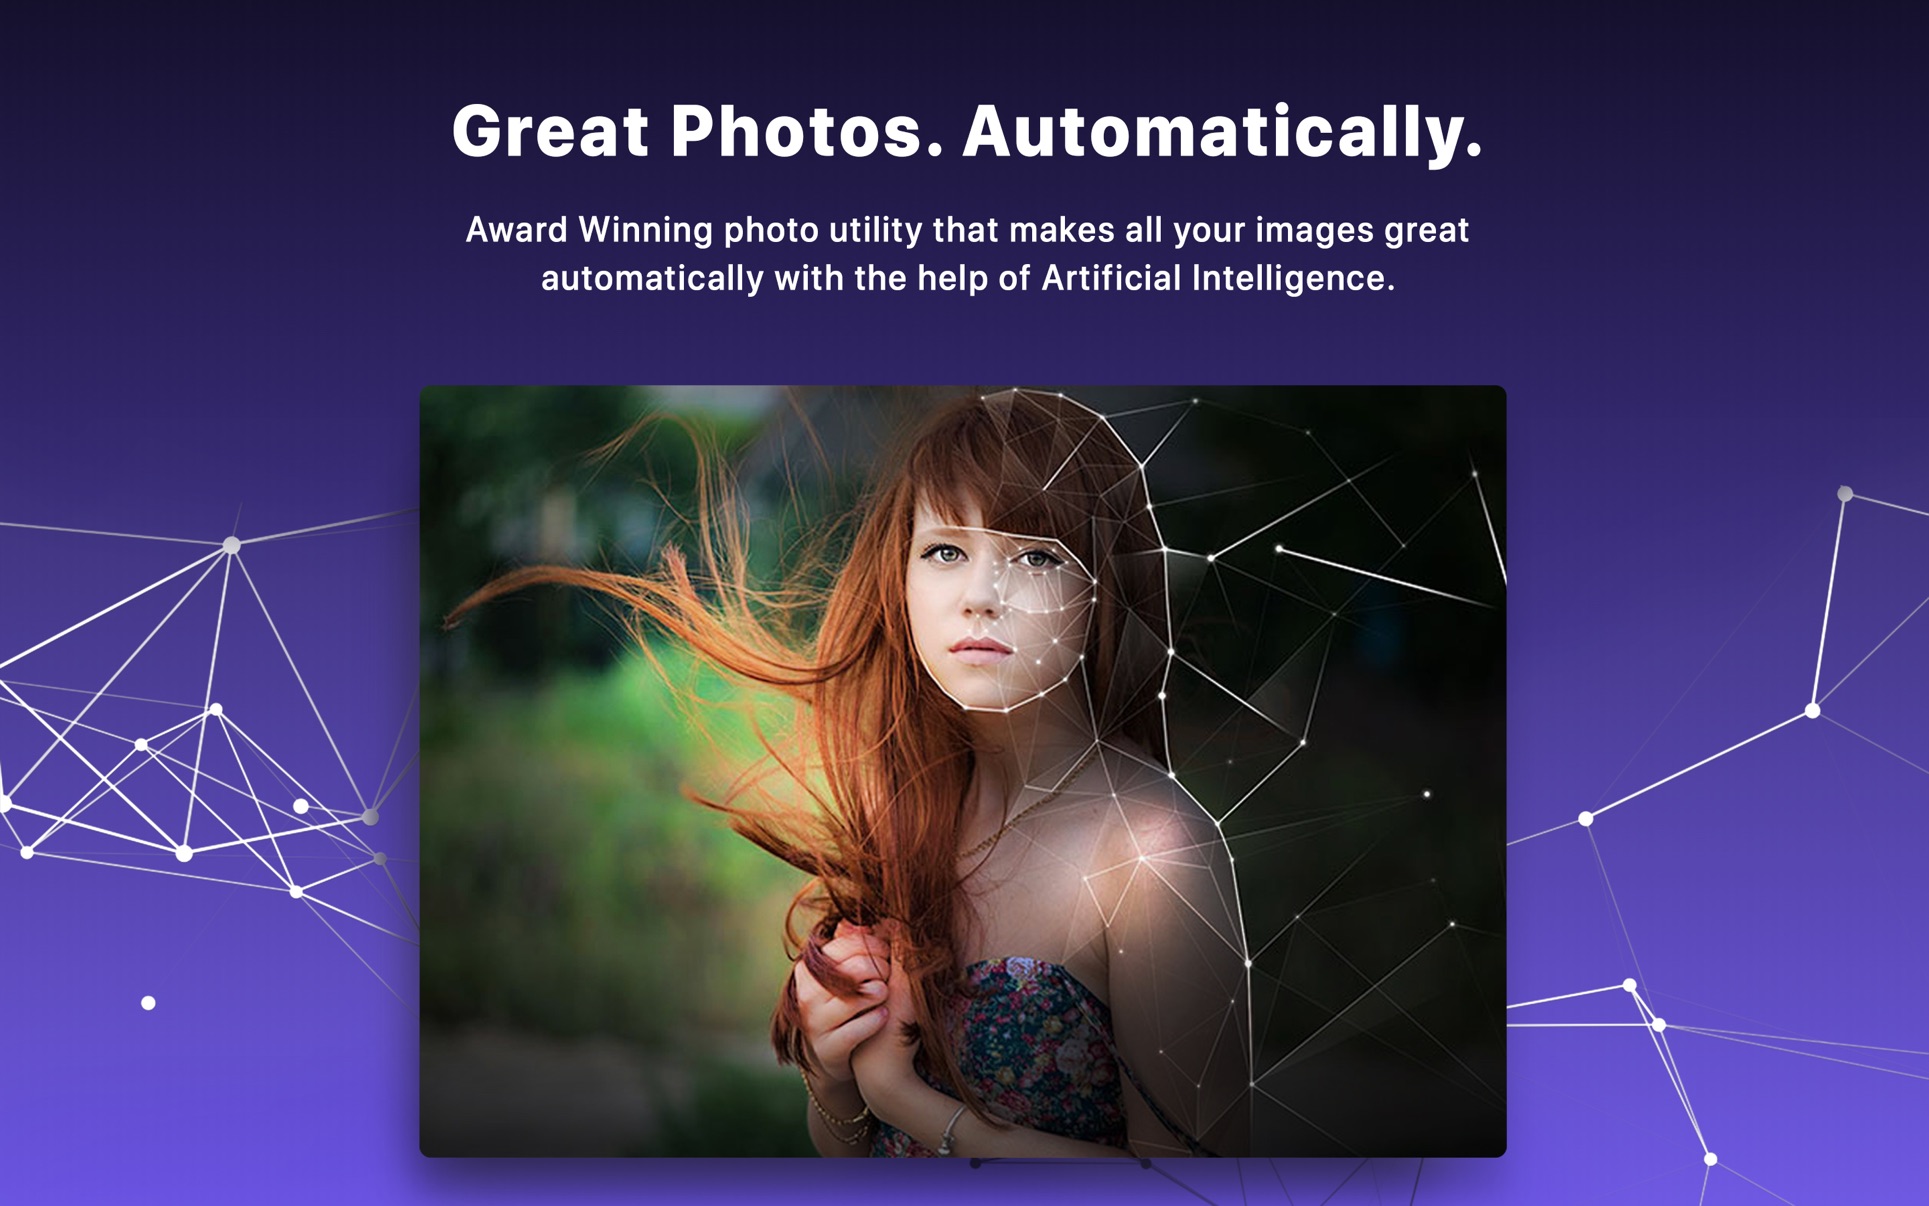 Great Photos. Automatically.
Award Winning photo utility that makes all your images great
automatically with the help of Artificial Intelligence.